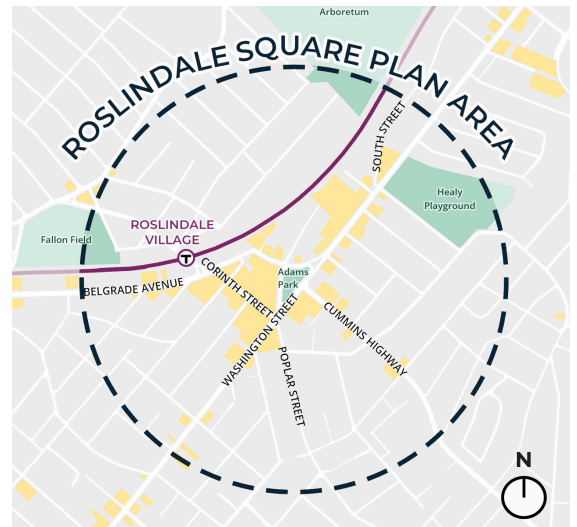 Arboretum
ROSLINDALE SQUARE PLAN AREA
SOUTH STREET
Healy
Playground
ROSLINDALE
VILLAGE
Fallon Field
T
Adams
Park
CORINTH STREET
BELGRADE AVENUE
WASHINGTON STREET
CUMMINS HIGHWAY
POPLAR STREET
N